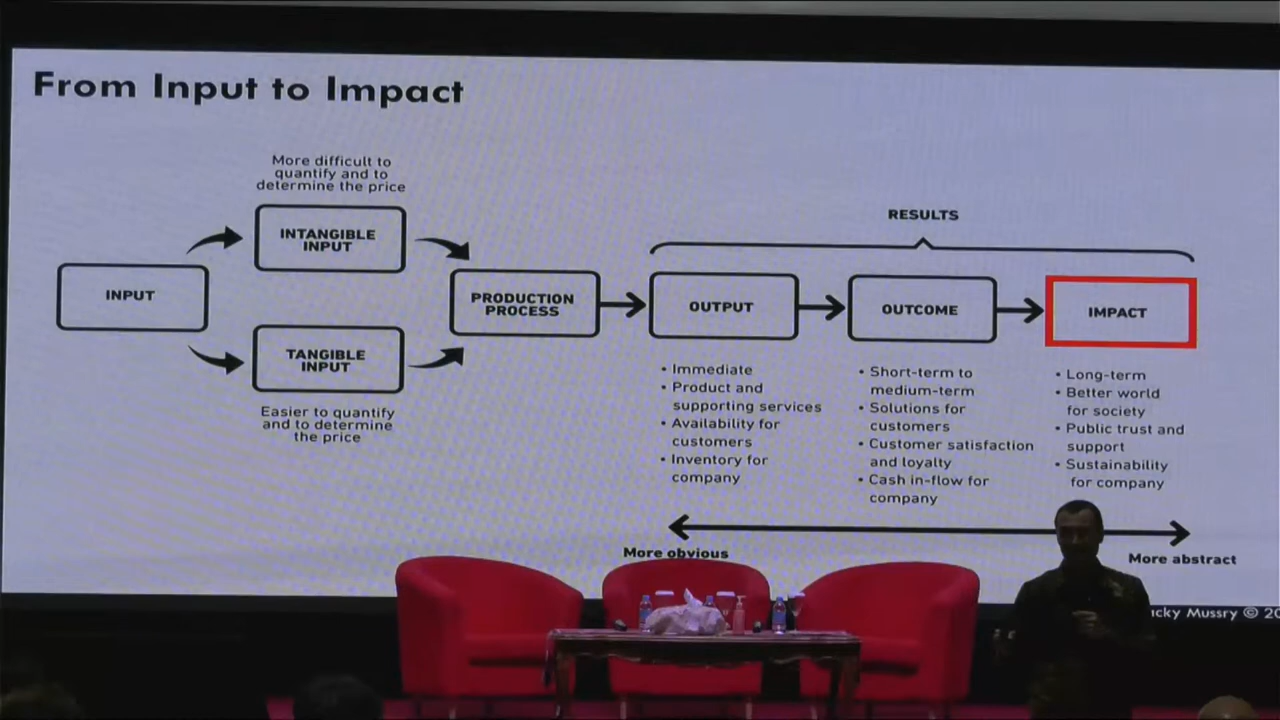 From Input to Impact
More difficult to
quantify and to
determine the price
INTANGIBLE
INPUT
INPUT
TANGIBLE
INPUT
Easier to quantify
and to determine
the price
PRODUCTION
PROCESS
RESULTS
OUTPUT
• Immediate
• Product and
supporting services
• Availability for
customers
• Inventory for
company
OUTCOME
• Short-term to
medium-term
• Solutions for
customers
• Customer satisfaction
and loyalty
• Cash in-flow for
company
IMPACT
• Long-term
• Better world
for society
• Public trust and
support
• Sustainability
for company
More obvious
More abstract
Mussry ©